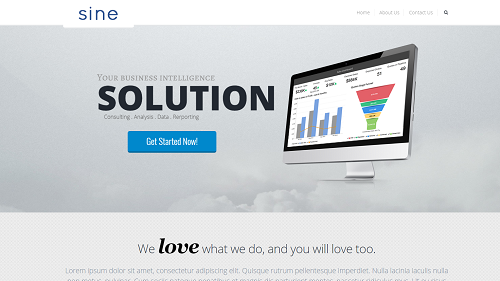 sine
Home About Us Contact Us
YOUR BUSINESS INTELLIGENCE
SOLUTION
Consulting . Analysis . Data . Rerporting
Get Started Now!
We love what we do, and you will love too.
Lorem ipsum dolor sit amet, consectetur adipiscing elit. Quisque rutrum pellentesque imperdiet. Nulla lacinia iaculis nulla